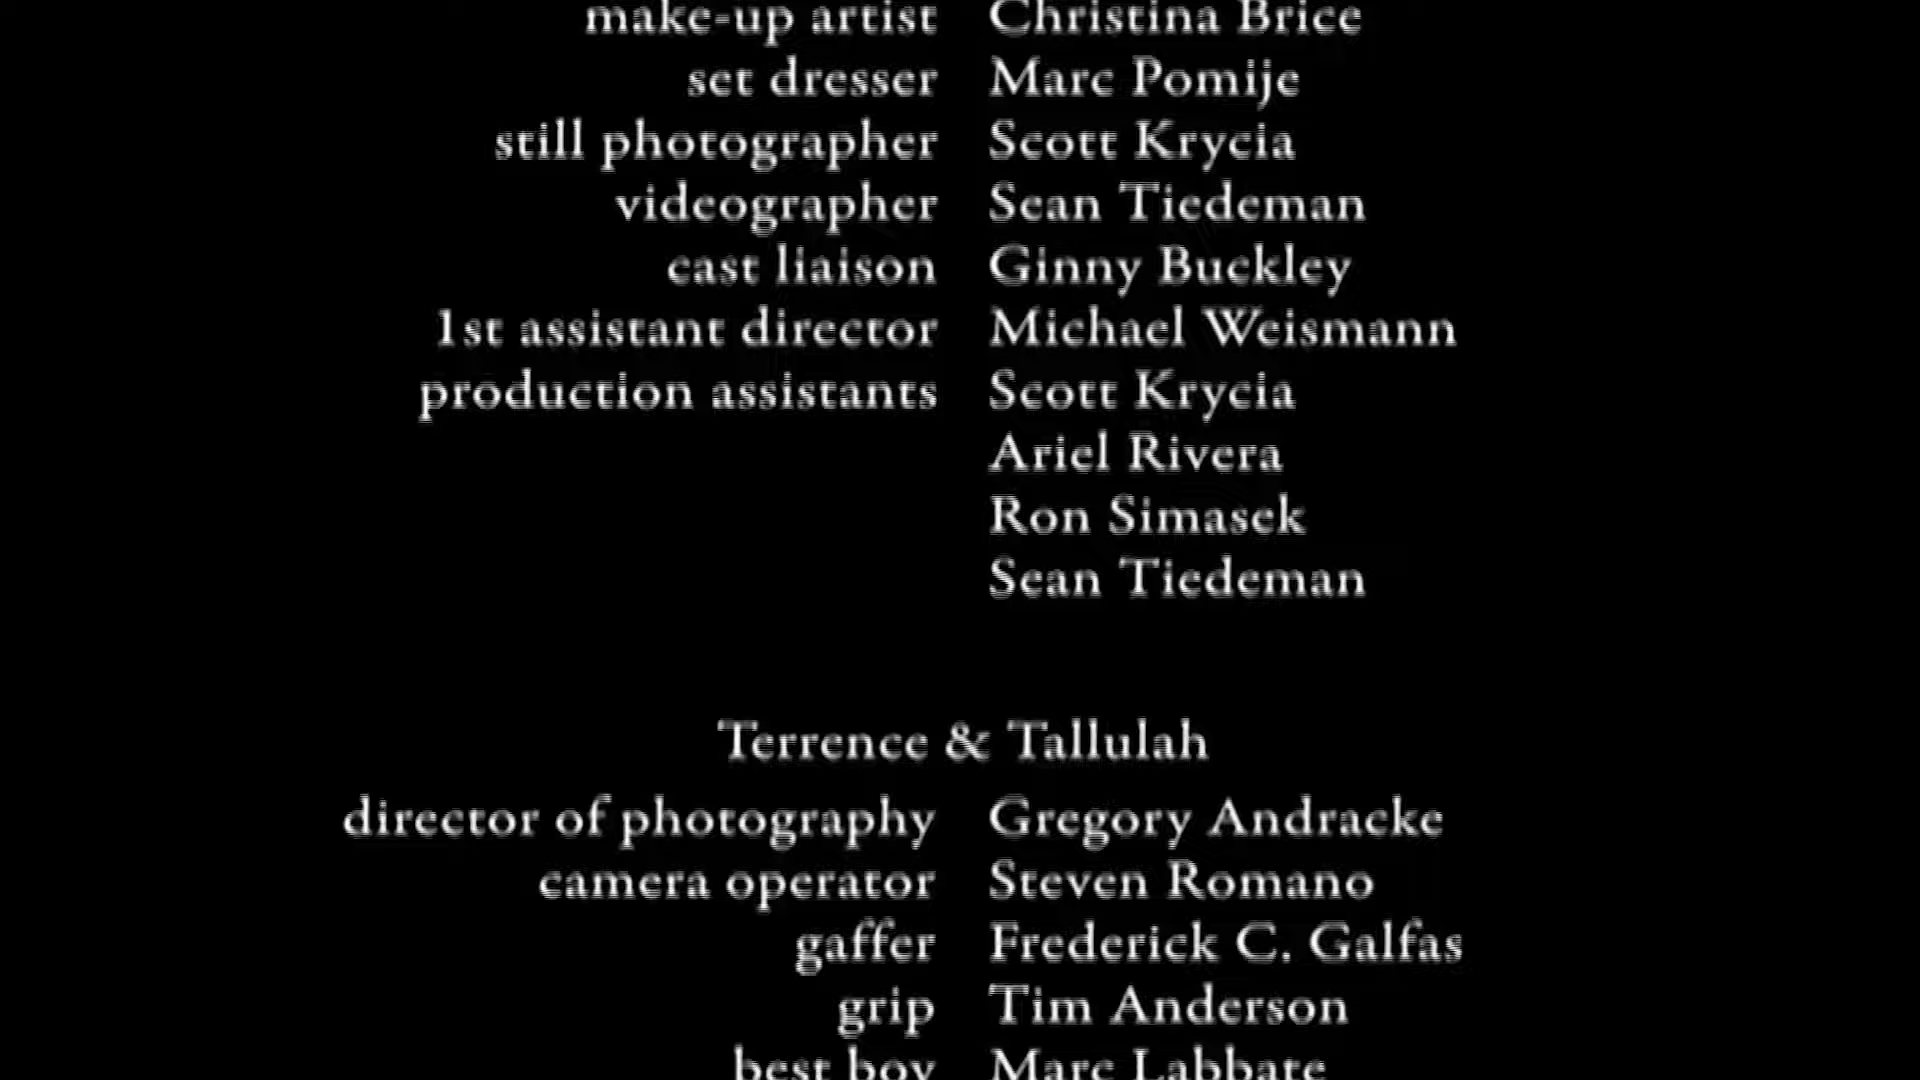 make-up artist Christina Brice
set dresser Marc Pomije
still photographer Scott Krycia
videographer Sean Tiedeman
cast liaison Ginny Buckley
1st assistant director Michael Weismann
production assistants Scott Krycia
Ariel Rivera
Ron Simasek
Sean Tiedeman
Terrence & Tallulah
director of photography Gregory Andracke
camera operator Steven Romano
gaffer Frederick C. Galfas
grip Tim Anderson
best boy Marc Labbate